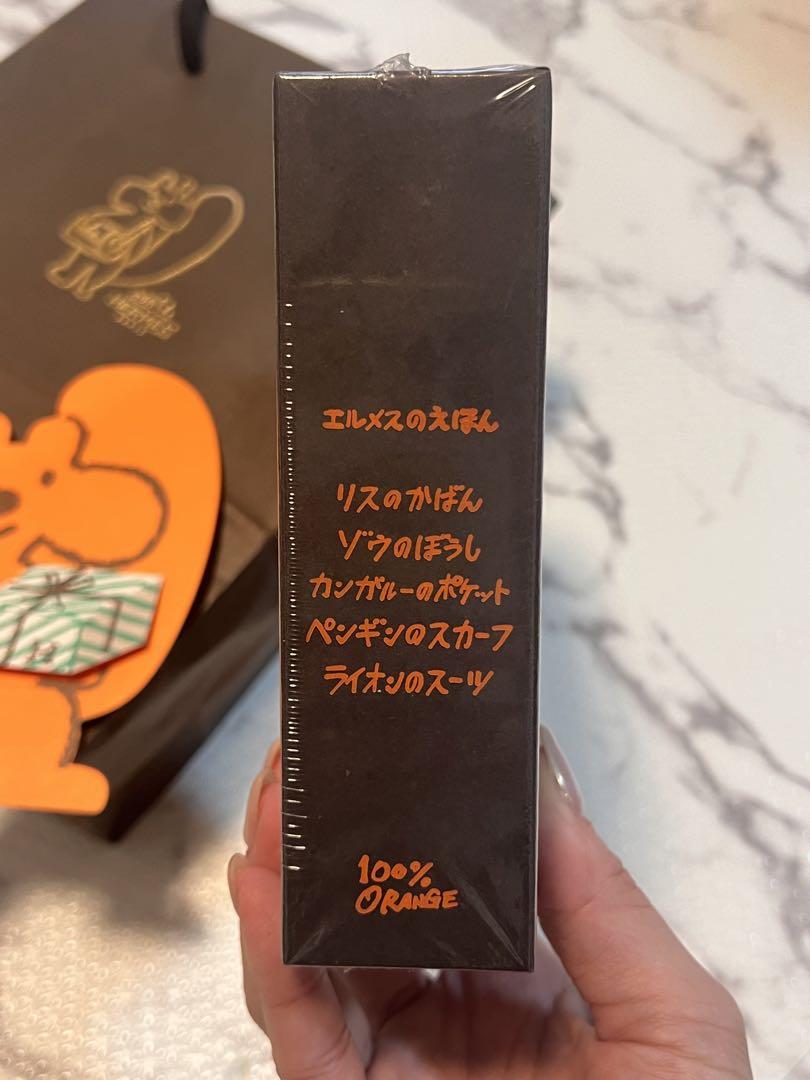 エルメスのえほん
リスのかばん
ゾウのぼうし
カンガルーのポケット
ペンギンのスカーフ
ライオンのスーツ
100%
ORANGE